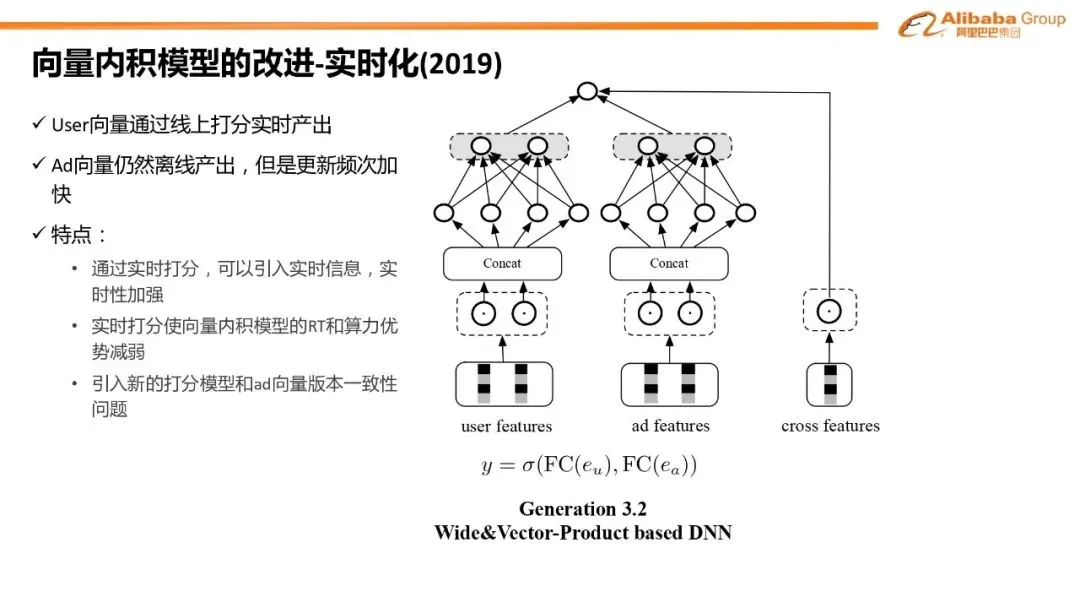 Alibaba Group
阿里巴巴集团
向量内积模型的改进-实时化(2019)
✓ User向量通过线上打分实时产出
✓ Ad向量仍然离线产出，但是更新频次加
快
✓ 特点：
• 通过实时打分，可以引入实时信息，实
时性加强
• 实时打分使向量内积模型的RT和算力优
势减弱
• 引入新的打分模型和ad向量版本一致性
问题
Concat
Concat
user features
ad features
cross features
y = σ(FC(e_u), FC(e_a))
Generation 3.2
Wide&Vector-Product based DNN